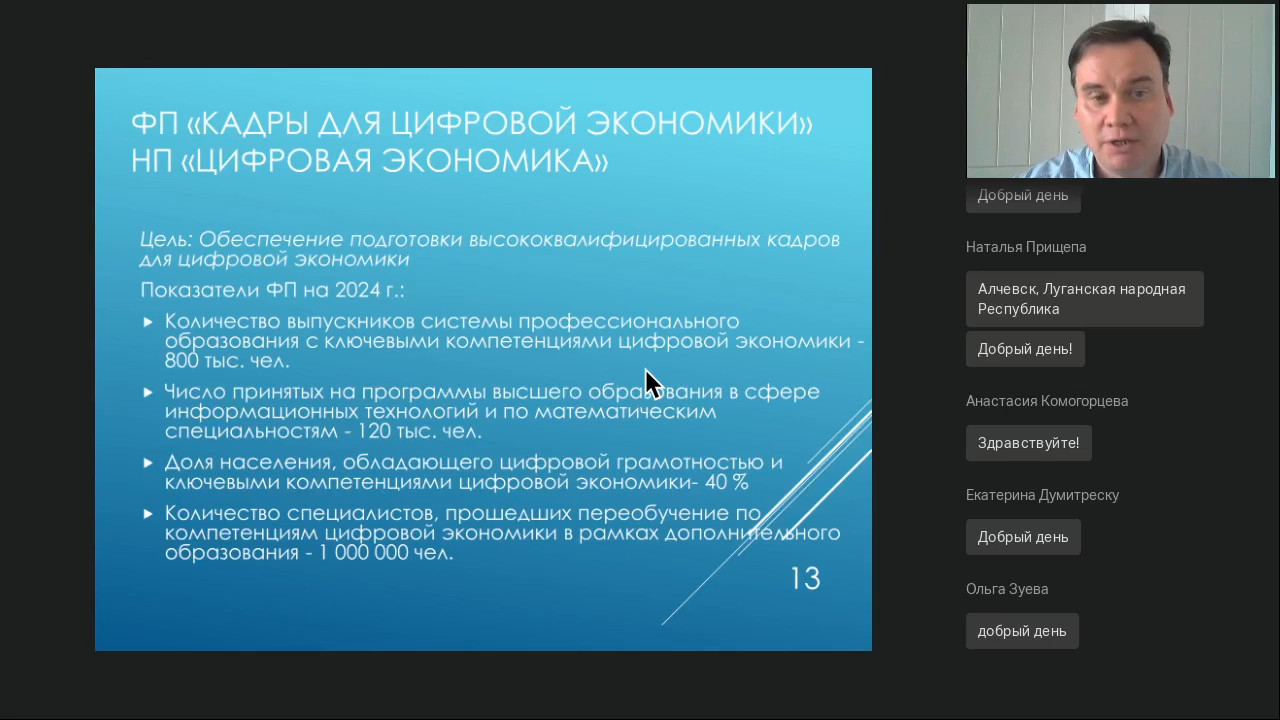 ФП «КАДРЫ ДЛЯ ЦИФРОВОЙ ЭКОНОМИКИ»
НП «ЦИФРОВАЯ ЭКОНОМИКА»
Цель: Обеспечение подготовки высококвалифицированных кадров
для цифровой экономики
Показатели ФП на 2024 г.:
Количество выпускников системы профессионального
образования с ключевыми компетенциями цифровой экономики -
800 тыс. чел.
Число принятых на программы высшего образования в сфере
информационных технологий и по математическим
специальностям - 120 тыс. чел.
Доля населения, обладающего цифровой грамотностью и
ключевыми компетенциями цифровой экономики- 40 %
Количество специалистов, прошедших переобучение по
компетенциям цифровой экономики в рамках дополнительного
образования - 1 000 000 чел.
13
Добрый день
Наталья Прищепа
Алчевск, Луганская народная
Республика
Добрый день!
Анастасия Комогорцева
Здравствуйте!
Екатерина Думитреску
Добрый день
Ольга Зуева
добрый день